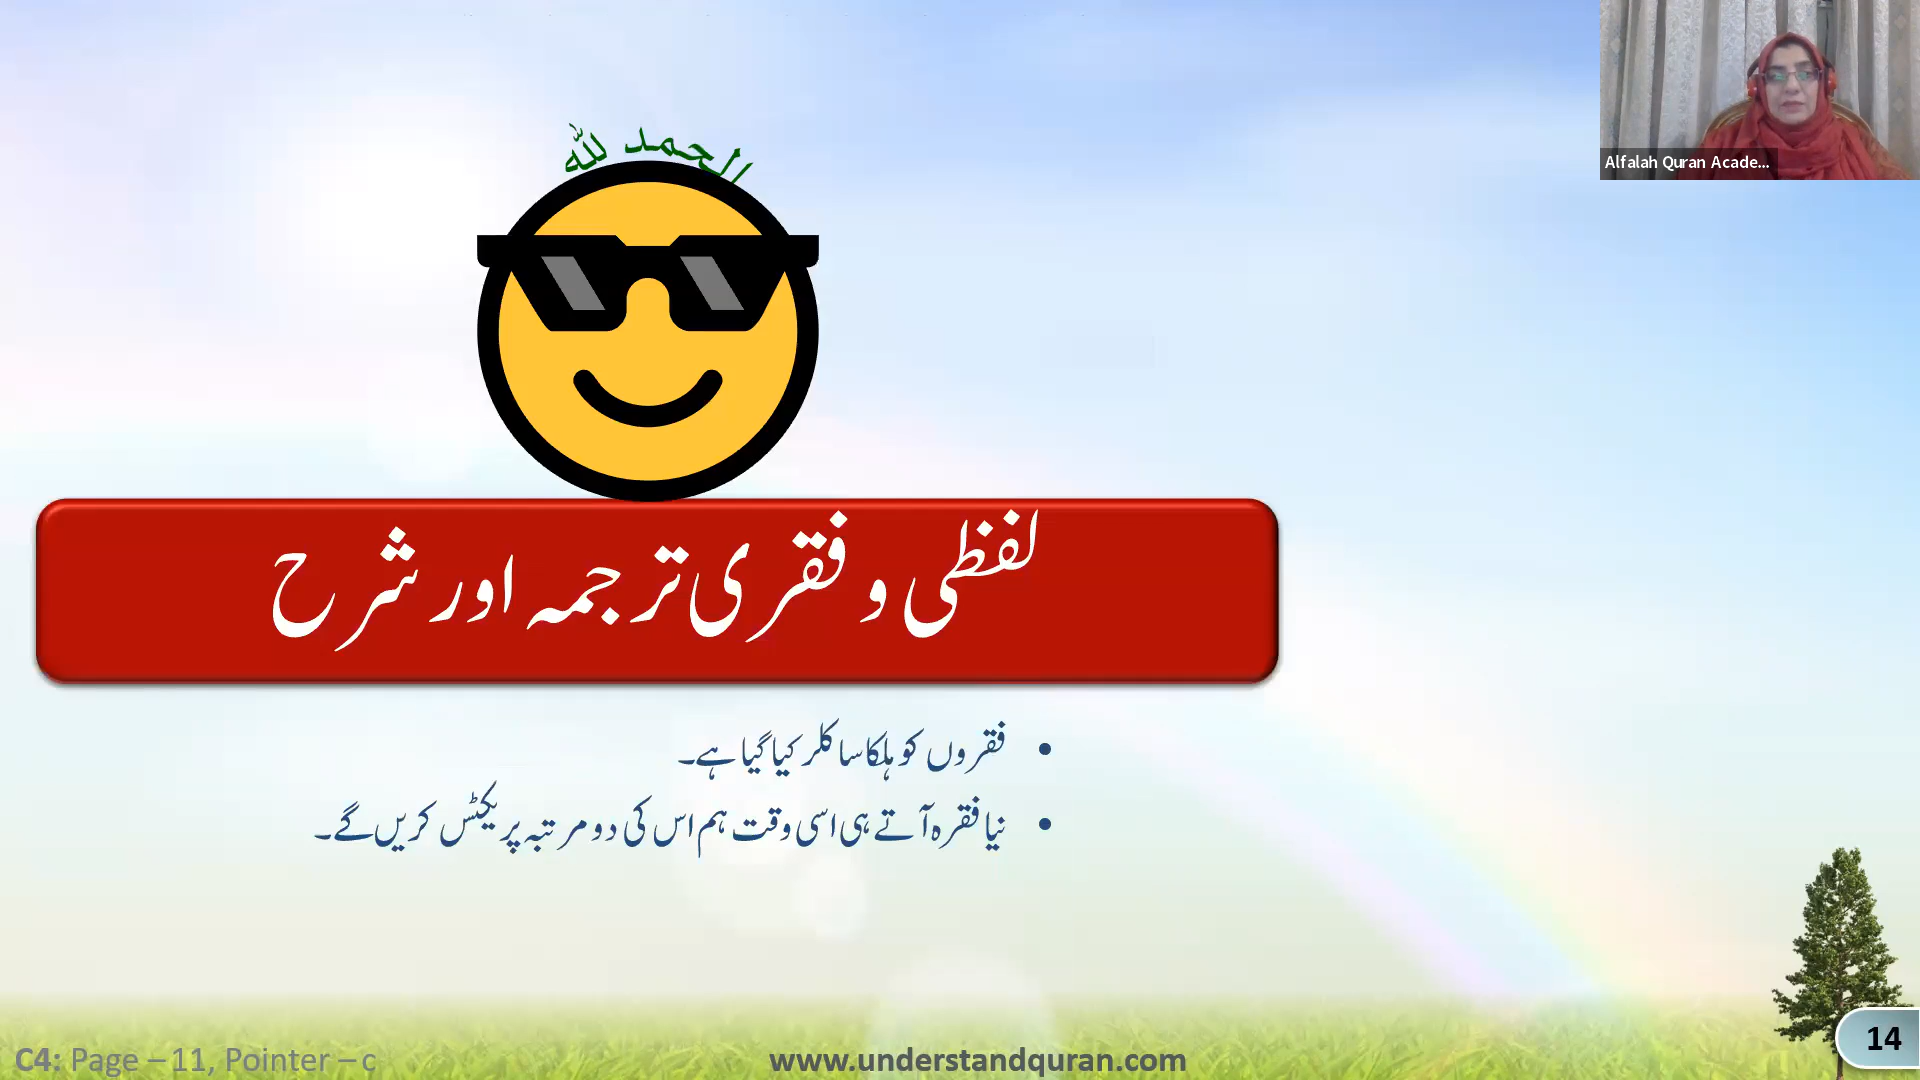 الحمد للہ
Alfalah Quran Acade...
لفظی و فقری ترجمہ اور شرح
• فقروں کو ہلکا سا کلر کیا گیا ہے۔
• نیا فقرہ آتے ہی اسی وقت ہم اس کی دو مرتبہ پریکٹس کریں گے۔
14
C4: Page – 11, Pointer – c
www.understandquran.com